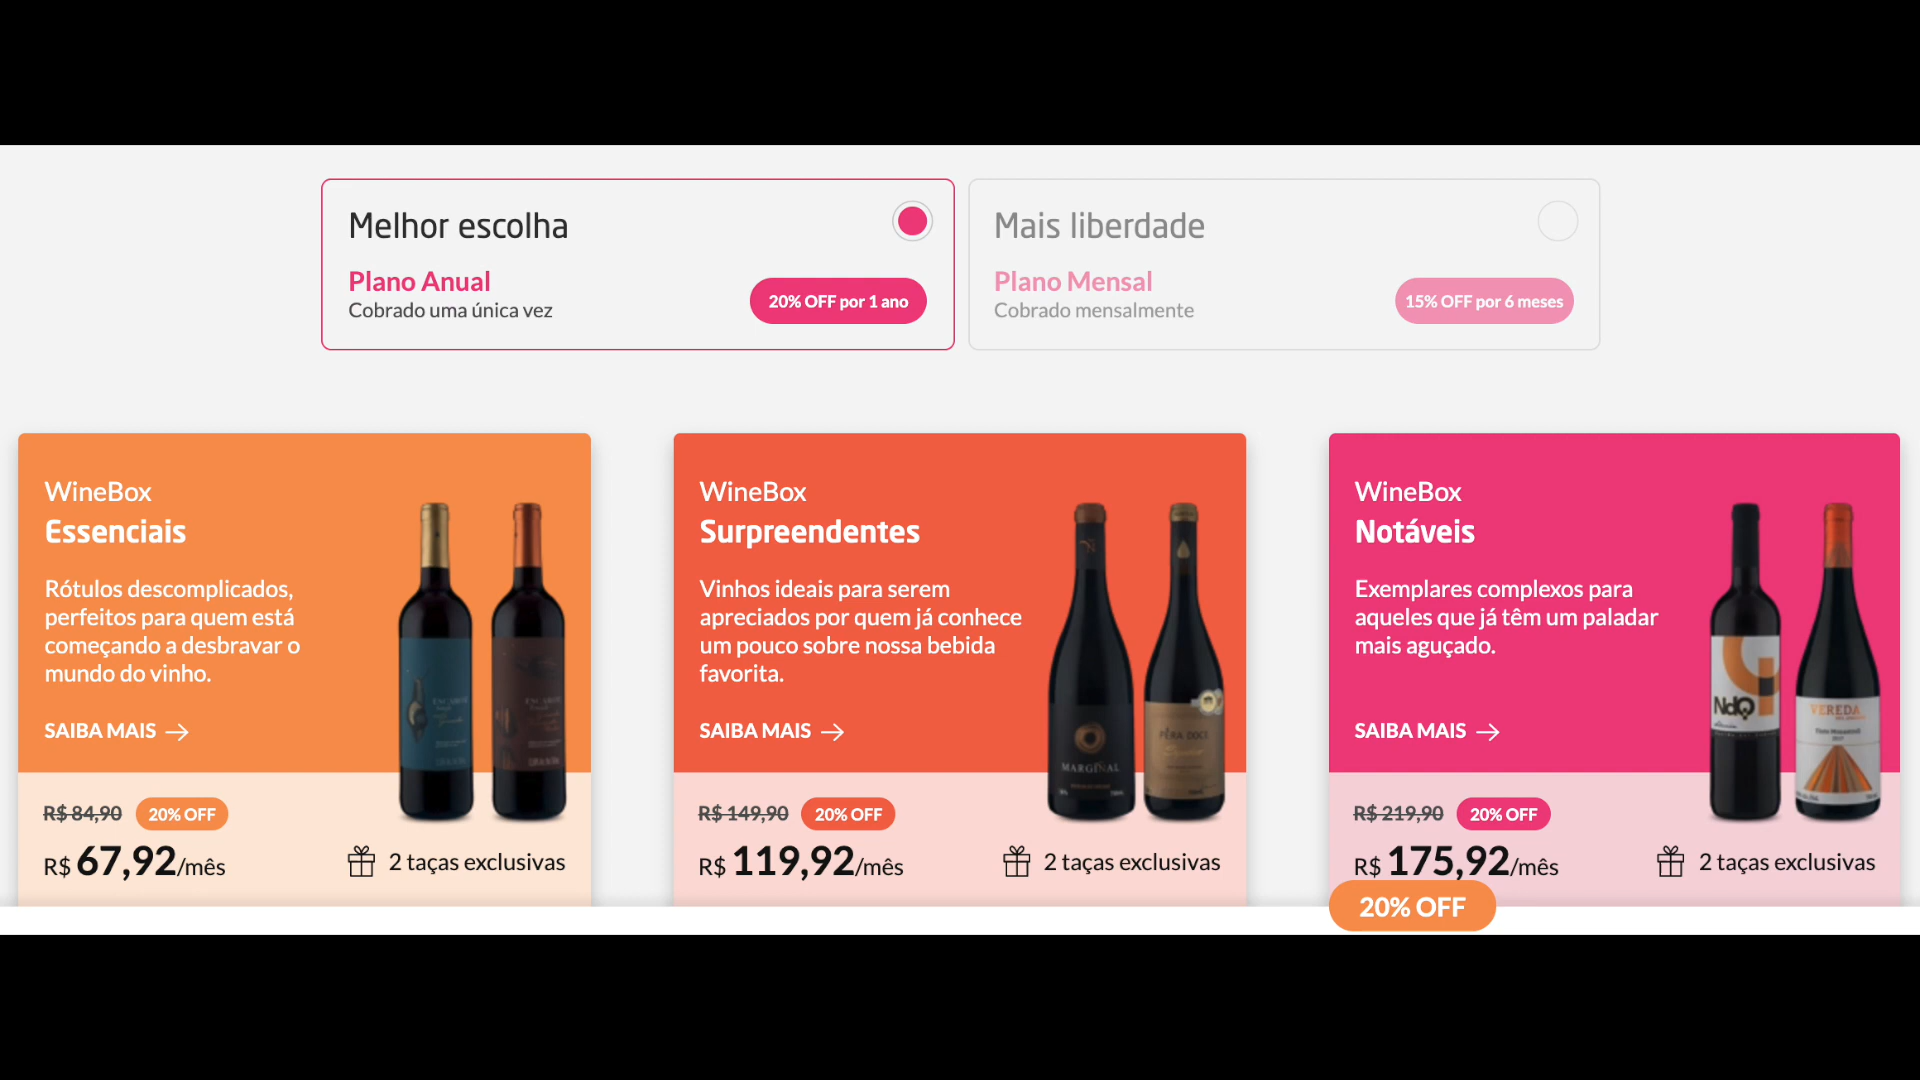 Melhor escolha
Plano Anual
Cobrado uma única vez
20% OFF por 1 ano
Mais liberdade
Plano Mensal
Cobrado mensalmente
15% OFF por 6 meses
WineBox
Essenciais
Rótulos descomplicados,
perfeitos para quem está
começando a desbravar o
mundo do vinho.
SAIBA MAIS
R$ 84,90
20% OFF
R$ 67,92/mês
2 taças exclusivas
WineBox
Surpreendentes
Vinhos ideais para serem
apreciados por quem já conhece
um pouco sobre nossa bebida
favorita.
SAIBA MAIS
MARGINAL
PÊRA DOCE
R$ 149,90
20% OFF
R$ 119,92/mês
2 taças exclusivas
WineBox
Notáveis
Exemplares complexos para
aqueles que já têm um paladar
mais aguçado.
SAIBA MAIS
NdQ
VEREDA
R$ 219,90
20% OFF
R$ 175,92/mês
2 taças exclusivas
20% OFF